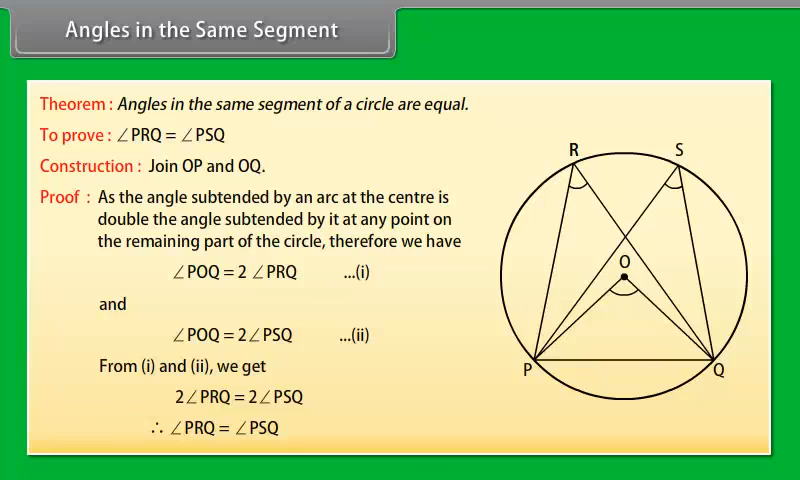 Angles in the Same Segment
Theorem : Angles in the same segment of a circle are equal.
To prove : ∠PRQ = ∠PSQ
Construction : Join OP and OQ.
Proof : As the angle subtended by an arc at the centre is
double the angle subtended by it at any point on
the remaining part of the circle, therefore we have
∠POQ = 2 ∠PRQ ...(i)
and
∠POQ = 2∠PSQ ...(ii)
From (i) and (ii), we get
2∠PRQ = 2∠PSQ
∴ ∠PRQ = ∠PSQ
R S
O
P Q